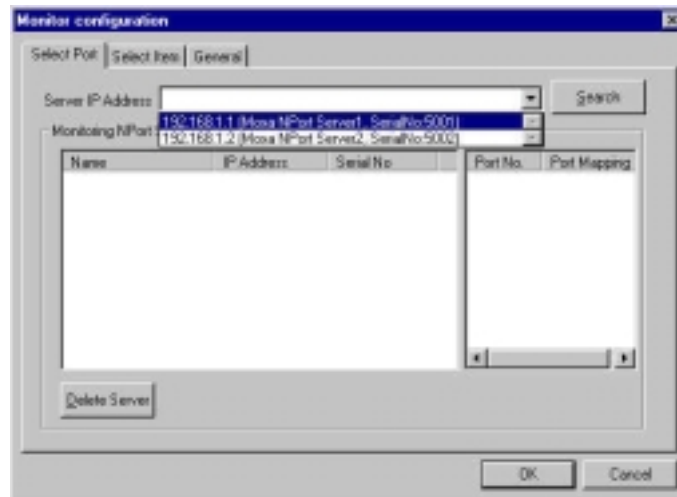 Monitor configuration
Select Port Select Item General
Server IP Address Search
192.168.1.1 (Moxa NPort Server1, SerialNo:5001)
Monitoring NPort
192.168.1.2 (Moxa NPort Server2, SerialNo:5002)
Name IP Address Serial No Port No. Port Mapping
Delete Server
OK Cancel